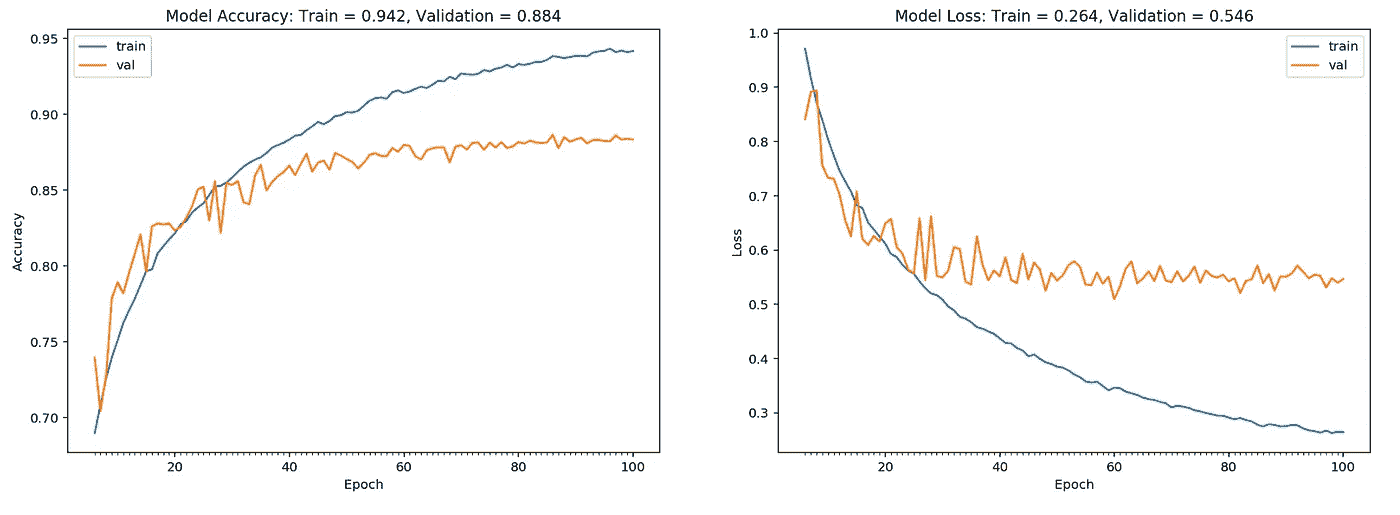 Model Accuracy: Train = 0.942, Validation = 0.884
train
val
0.95
0.90
0.85
0.80
0.75
0.70
Accuracy
20 40 60 80 100
Epoch
Model Loss: Train = 0.264, Validation = 0.546
train
val
1.0
0.9
0.8
0.7
0.6
0.5
0.4
0.3
Loss
20 40 60 80 100
Epoch